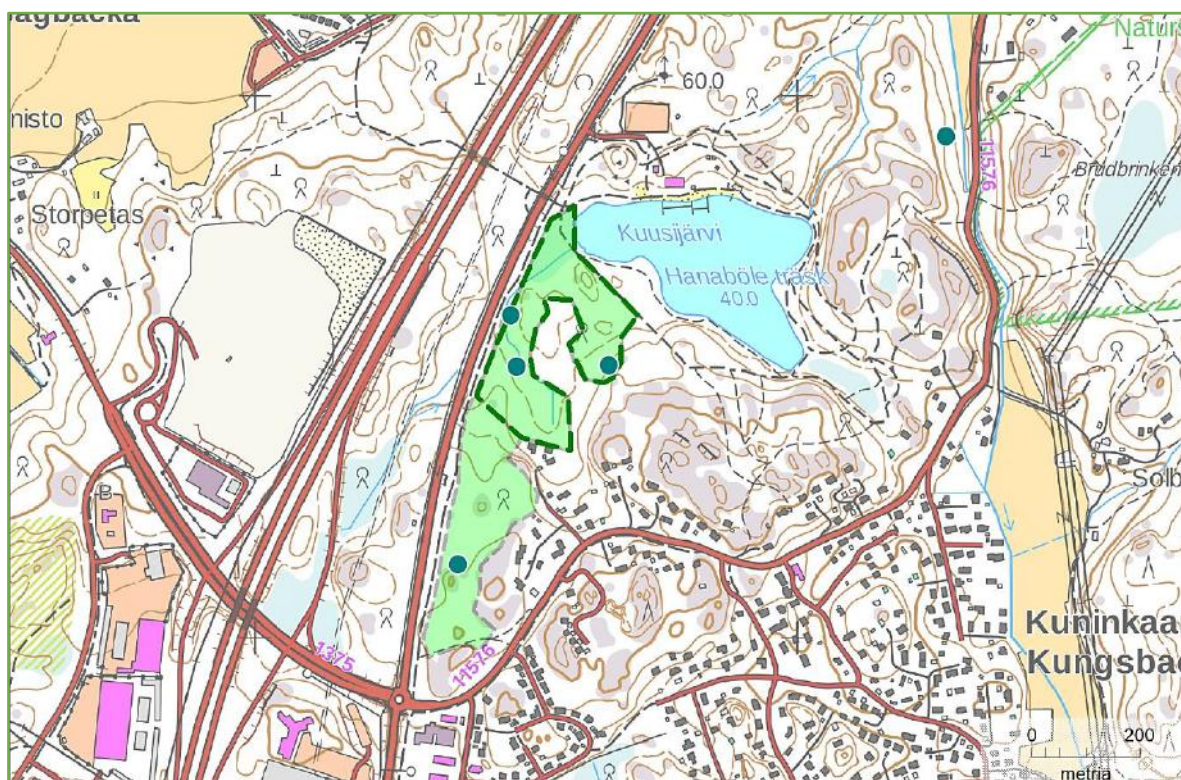 agbacka
Naturs
60.0
nisto
11576
Brudbrinken
Storpetas
Kuusijärvi
Hanaböle träsk
40.0
Solb
B
Kuninkaa
Kungsbac
1375
11576
0 200
metriä